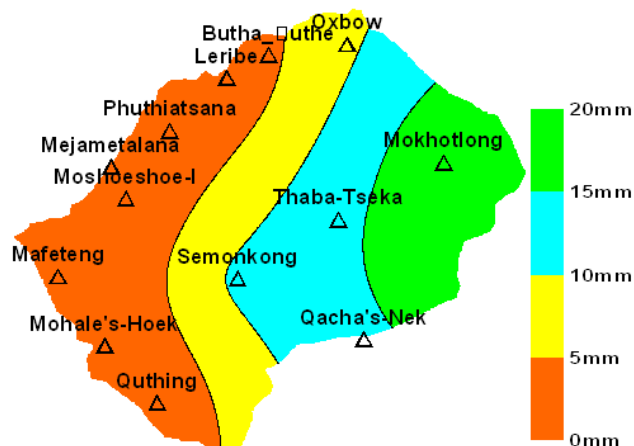 Oxbow
Butha_Buthe
Leribe
Phuthiatsana
Mejametalana
Moshoeshoe-I
Mokhotlong
Thaba-Tseka
Mafeteng
Semonkong
Mohale's-Hoek
Qacha's-Nek
Quthing
20mm
15mm
10mm
5mm
0mm